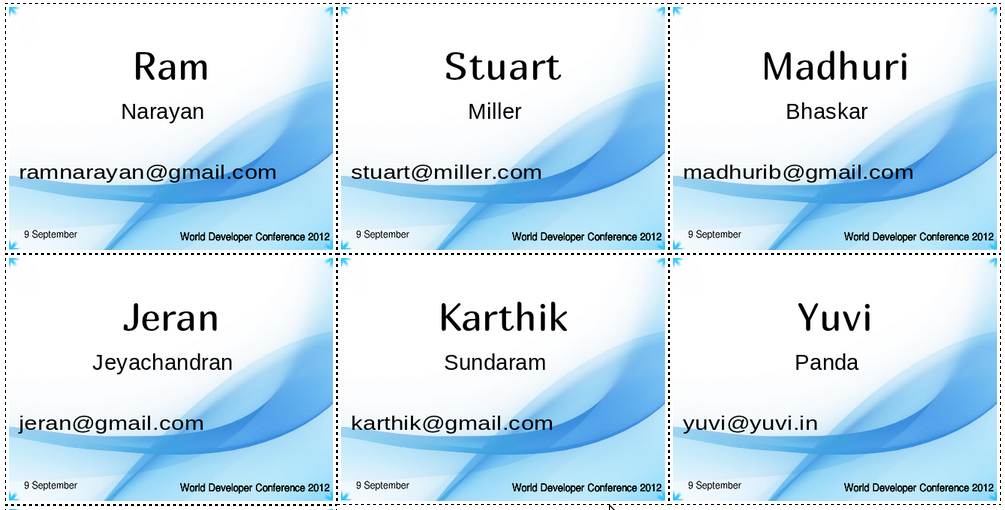 Ram
Narayan
ramnarayan@gmail.com
9 September
World Developer Conference 2012
Stuart
Miller
stuart@miller.com
9 September
World Developer Conference 2012
Madhuri
Bhaskar
madhurib@gmail.com
9 September
World Developer Conference 2012
Jeran
Jeyachandran
jeran@gmail.com
9 September
World Developer Conference 2012
Karthik
Sundaram
karthik@gmail.com
9 September
World Developer Conference 2012
Yuvi
Panda
yuvi@yuvi.in
9 September
World Developer Conference 2012